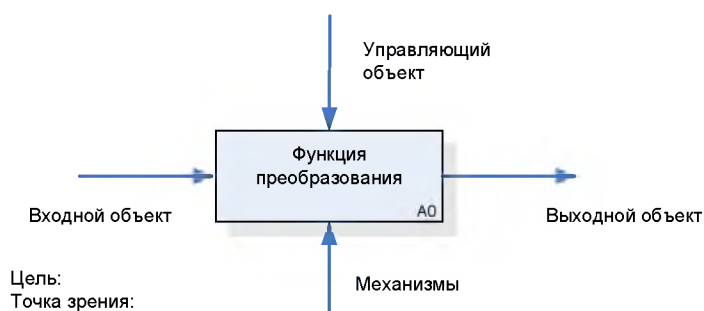 Управляющий
объект
Функция
преобразования
A0
Входной объект
Выходной объект
Механизмы
Цель:
Точка зрения: